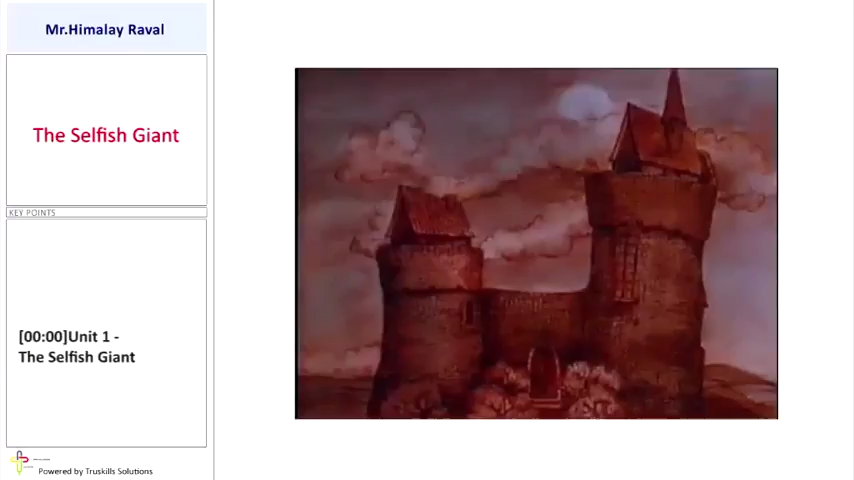 Mr.Himalay Raval
The Selfish Giant
KEY POINTS
[00:00]Unit 1 -
The Selfish Giant
Powered by Truskills Solutions